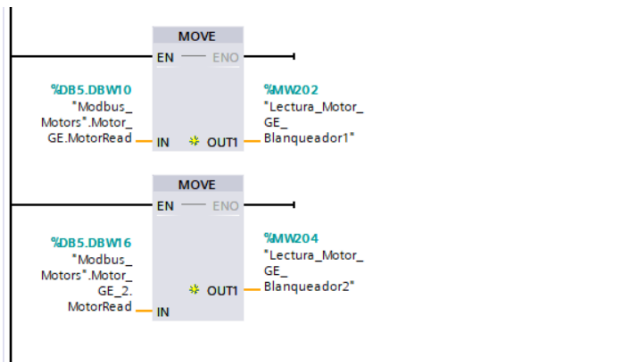 MOVE
EN ENO
%DB5.DBW10
"Modbus_
Motors".Motor_
GE.MotorRead
IN
%MW202
"Lectura_Motor_
GE_
Blanqueador1"
OUT1
MOVE
EN ENO
%DB5.DBW16
"Modbus_
Motors".Motor_
GE_2.
MotorRead
IN
%MW204
"Lectura_Motor_
GE_
Blanqueador2"
OUT1